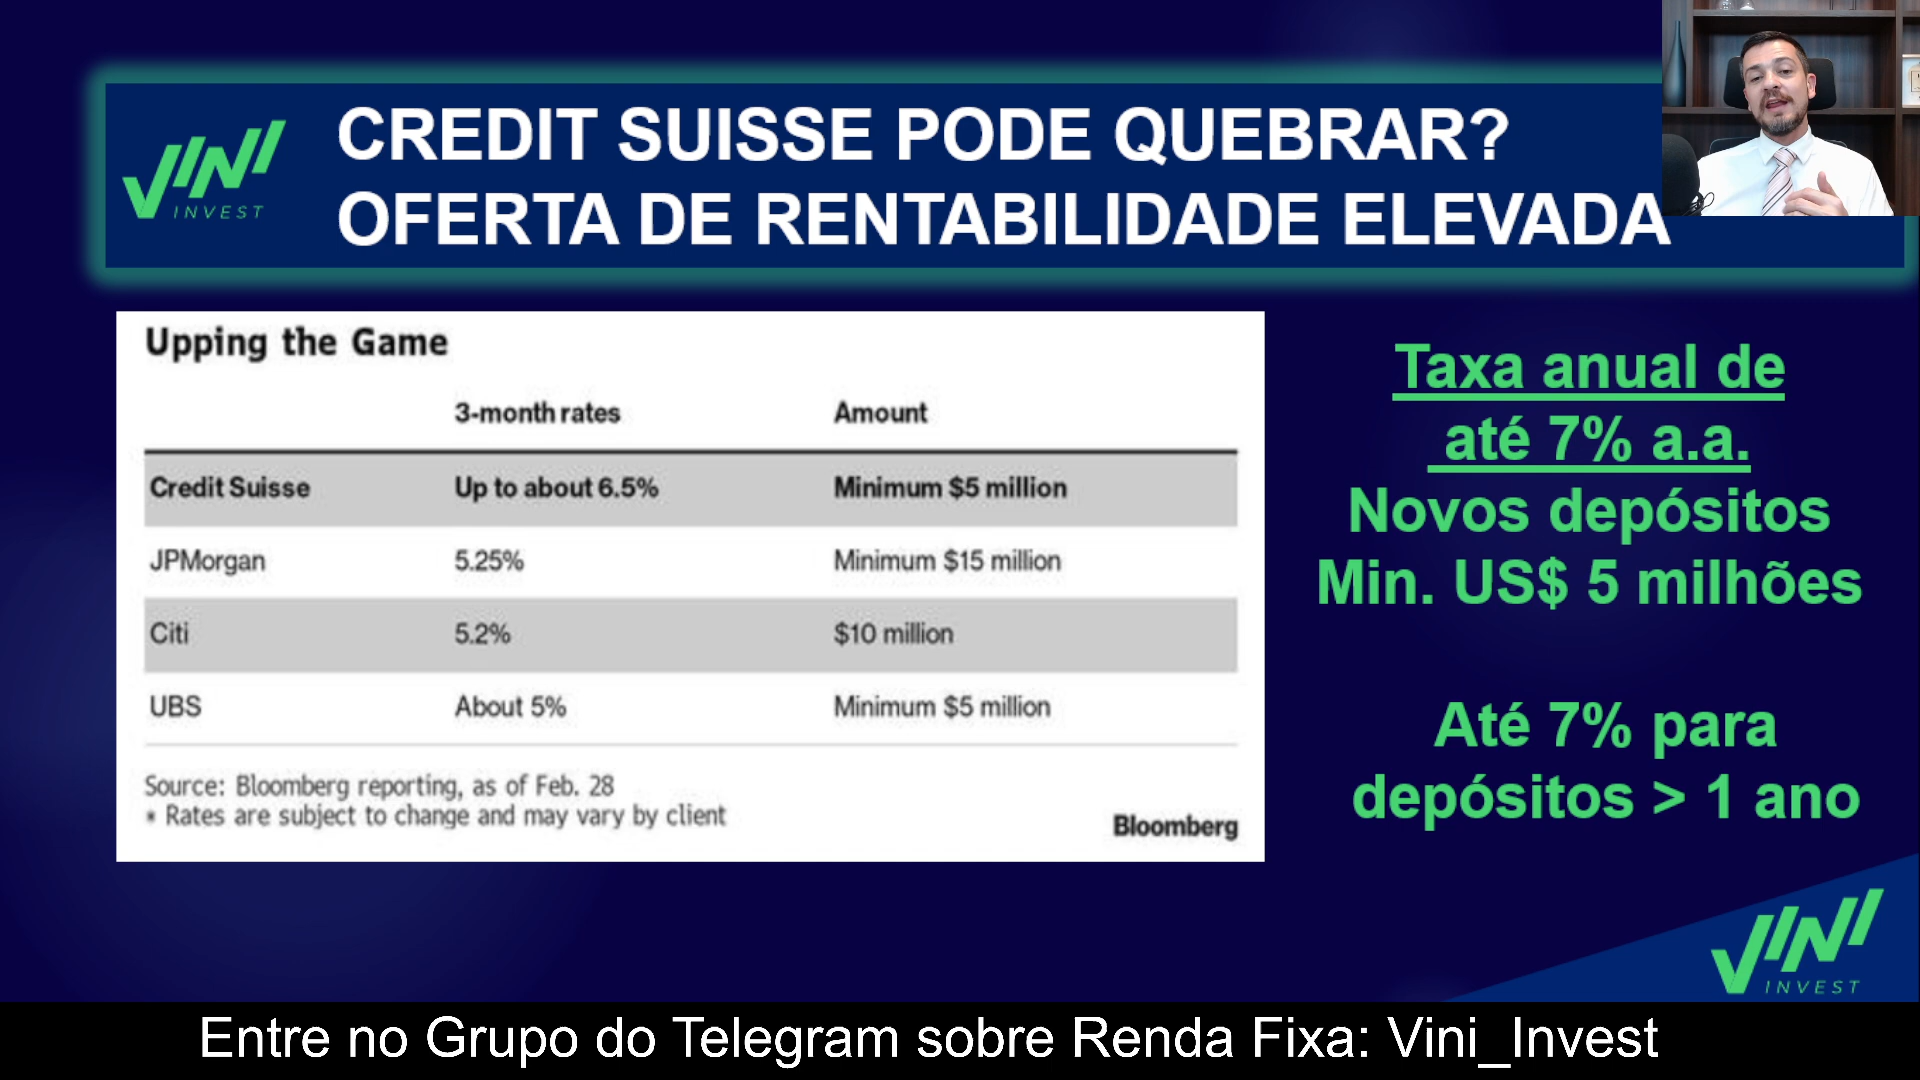 CREDIT SUISSE PODE QUEBRAR?
OFERTA DE RENTABILIDADE ELEVADA
VINI
INVEST
Upping the Game
3-month rates Amount
Credit Suisse Up to about 6.5% Minimum $5 million
JPMorgan 5.25% Minimum $15 million
Citi 5.2% $10 million
UBS About 5% Minimum $5 million
Source: Bloomberg reporting, as of Feb. 28
* Rates are subject to change and may vary by client
Bloomberg
Taxa anual de
até 7% a.a.
Novos depósitos
Min. US$ 5 milhões
Até 7% para
depósitos > 1 ano
VINI
INVEST
Entre no Grupo do Telegram sobre Renda Fixa: Vini_Invest